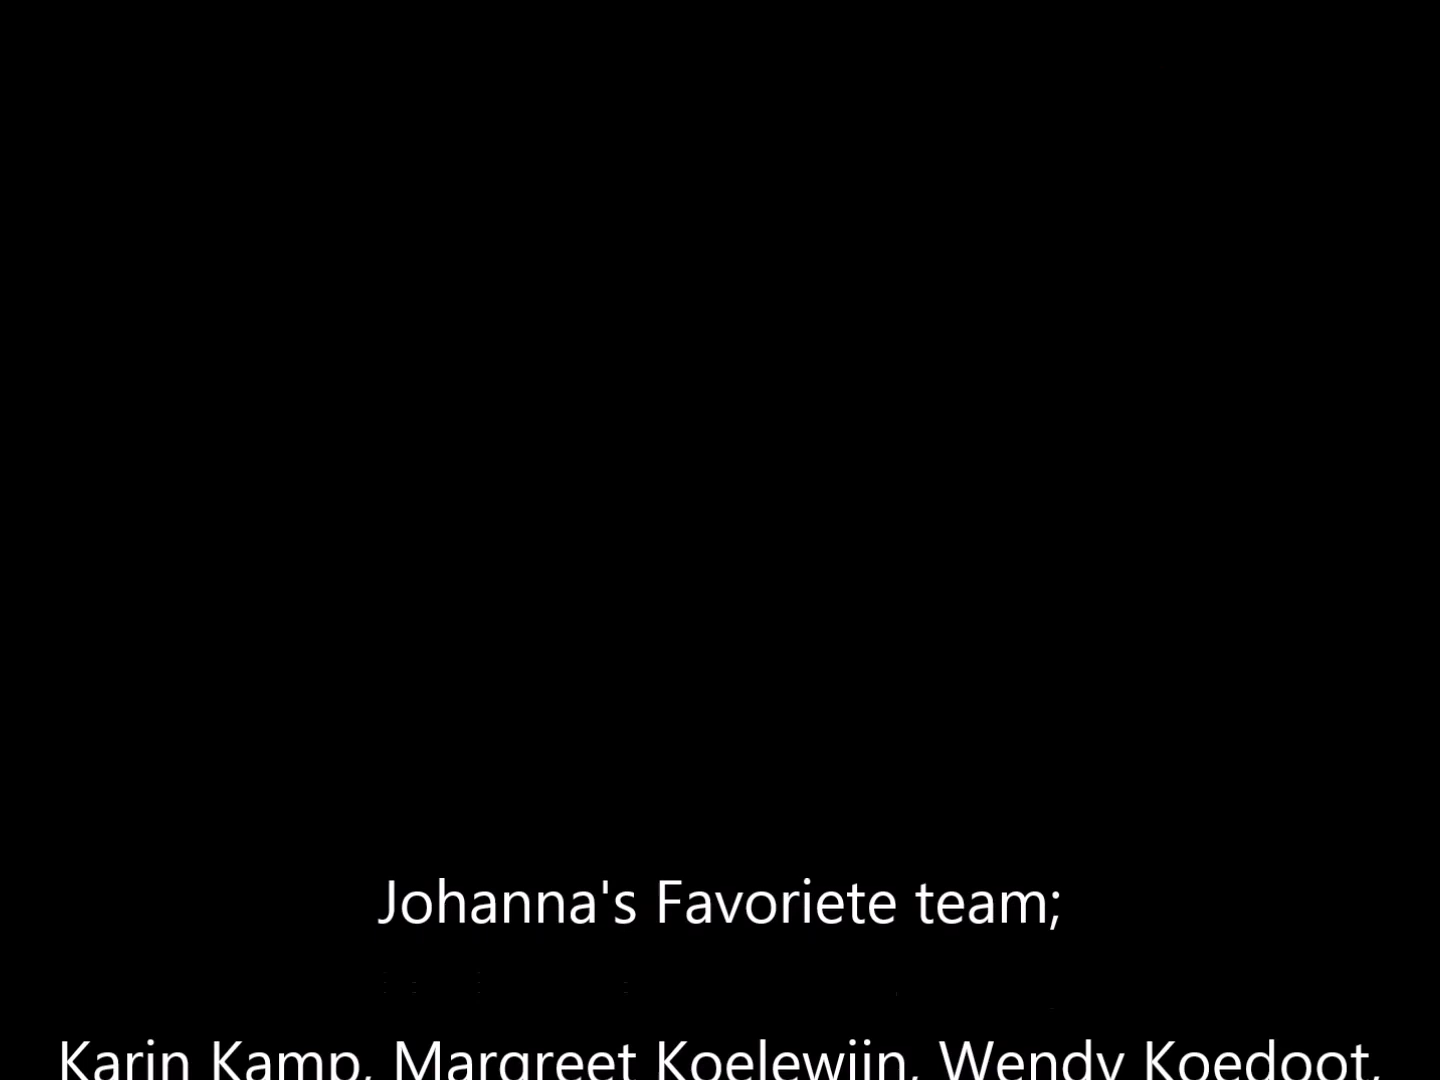 Johanna's Favoriete team;
Karin Kamp, Margreet Koelewijn, Wendy Koedoot,